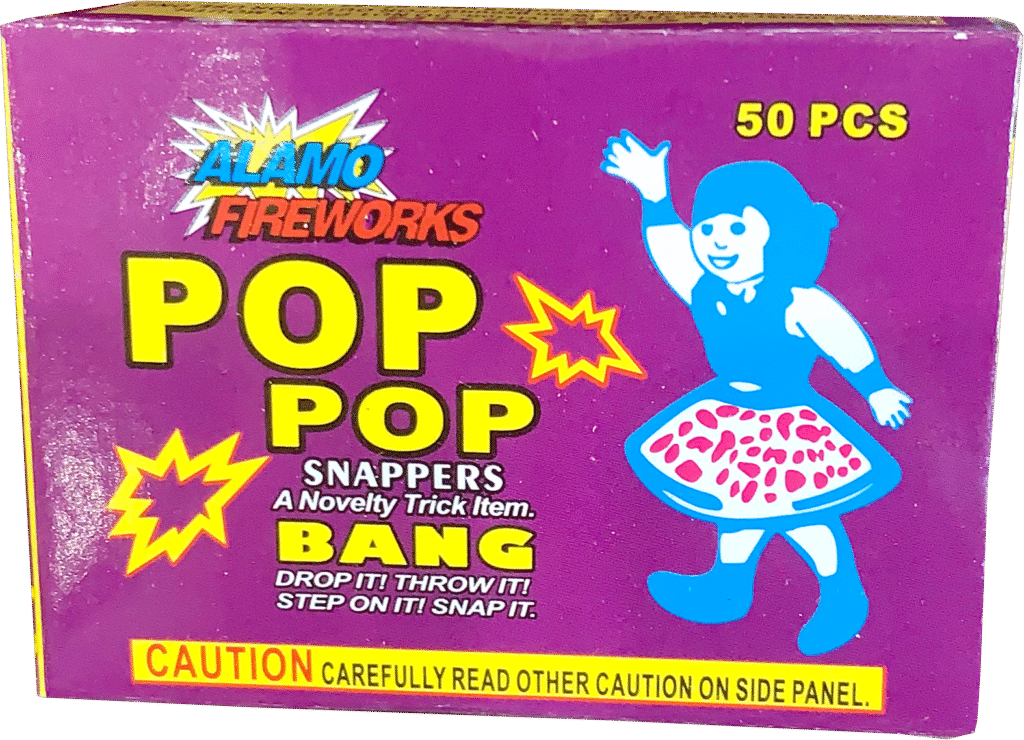 50 PCS
ALAMO
FIREWORKS
POP
POP
SNAPPERS
A Novelty Trick Item.
BANG
DROP IT! THROW IT!
STEP ON IT! SNAP IT.
CAUTION CAREFULLY READ OTHER CAUTION ON SIDE PANEL.